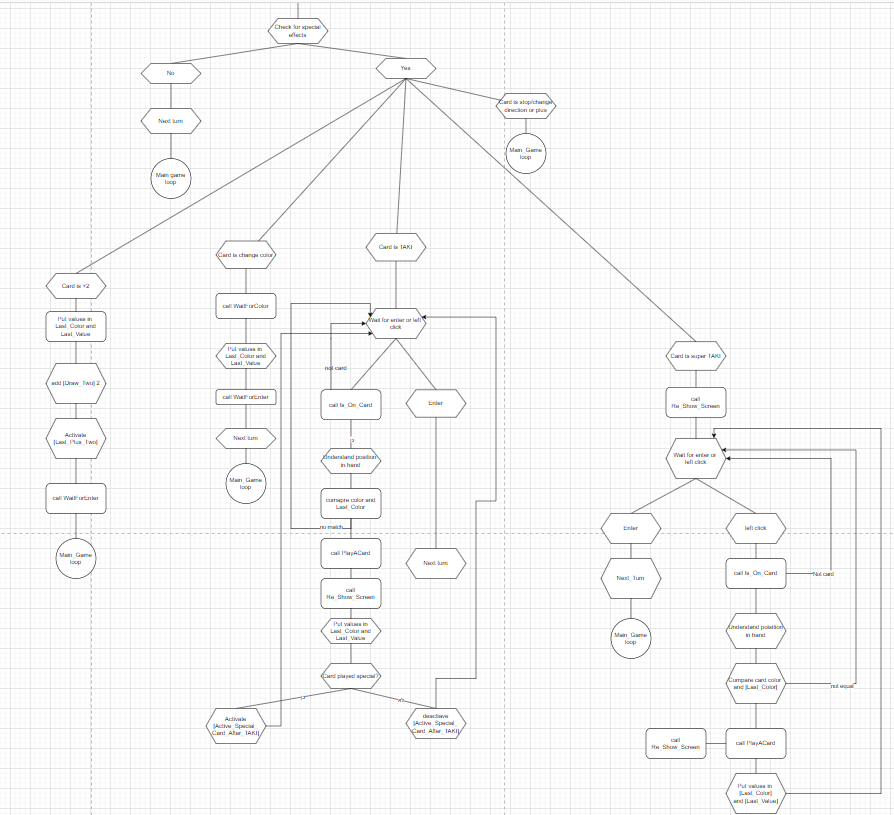 Check for special
effects
No
Yes
Next turn
Main game
loop
Card is stop/change
direction or plus
Main_Game
loop
Card is +2
Put values in
Last_Color and
Last_Value
add [Draw_Two] 2
Activate
[Last_Plus_Two]
call WaitForEnter
Main_Game
loop
Card is change color
call WaitForColor
Put values in
Last_Color and
Last_Value
call WaitForEnter
Next turn
Main_Game
loop
Card is TAKI
Wait for enter or left
click
not card
call Is_On_Card
Enter
Understand position
in hand
comapre color and
Last_Color
no match
call PlayACard
Next turn
call
Re_Show_Screen
Put values in
Last_Color and
Last_Value
Card played special?
Activate
[Active_Special_
Card_After_TAKI]
deactiave
[Active_Special_
Card_After_TAKI]
Card is super TAKI
call
Re_Show_Screen
Wait for enter or
left click
Enter
left click
Next_Turn
Main_Game
loop
call Is_On_Card
Not card
Understand position
in hand
Compare card color
and [Last_Color]
not equal
call
Re_Show_Screen
call PlayACard
Put values in
[Last_Color]
and [Last_Value]